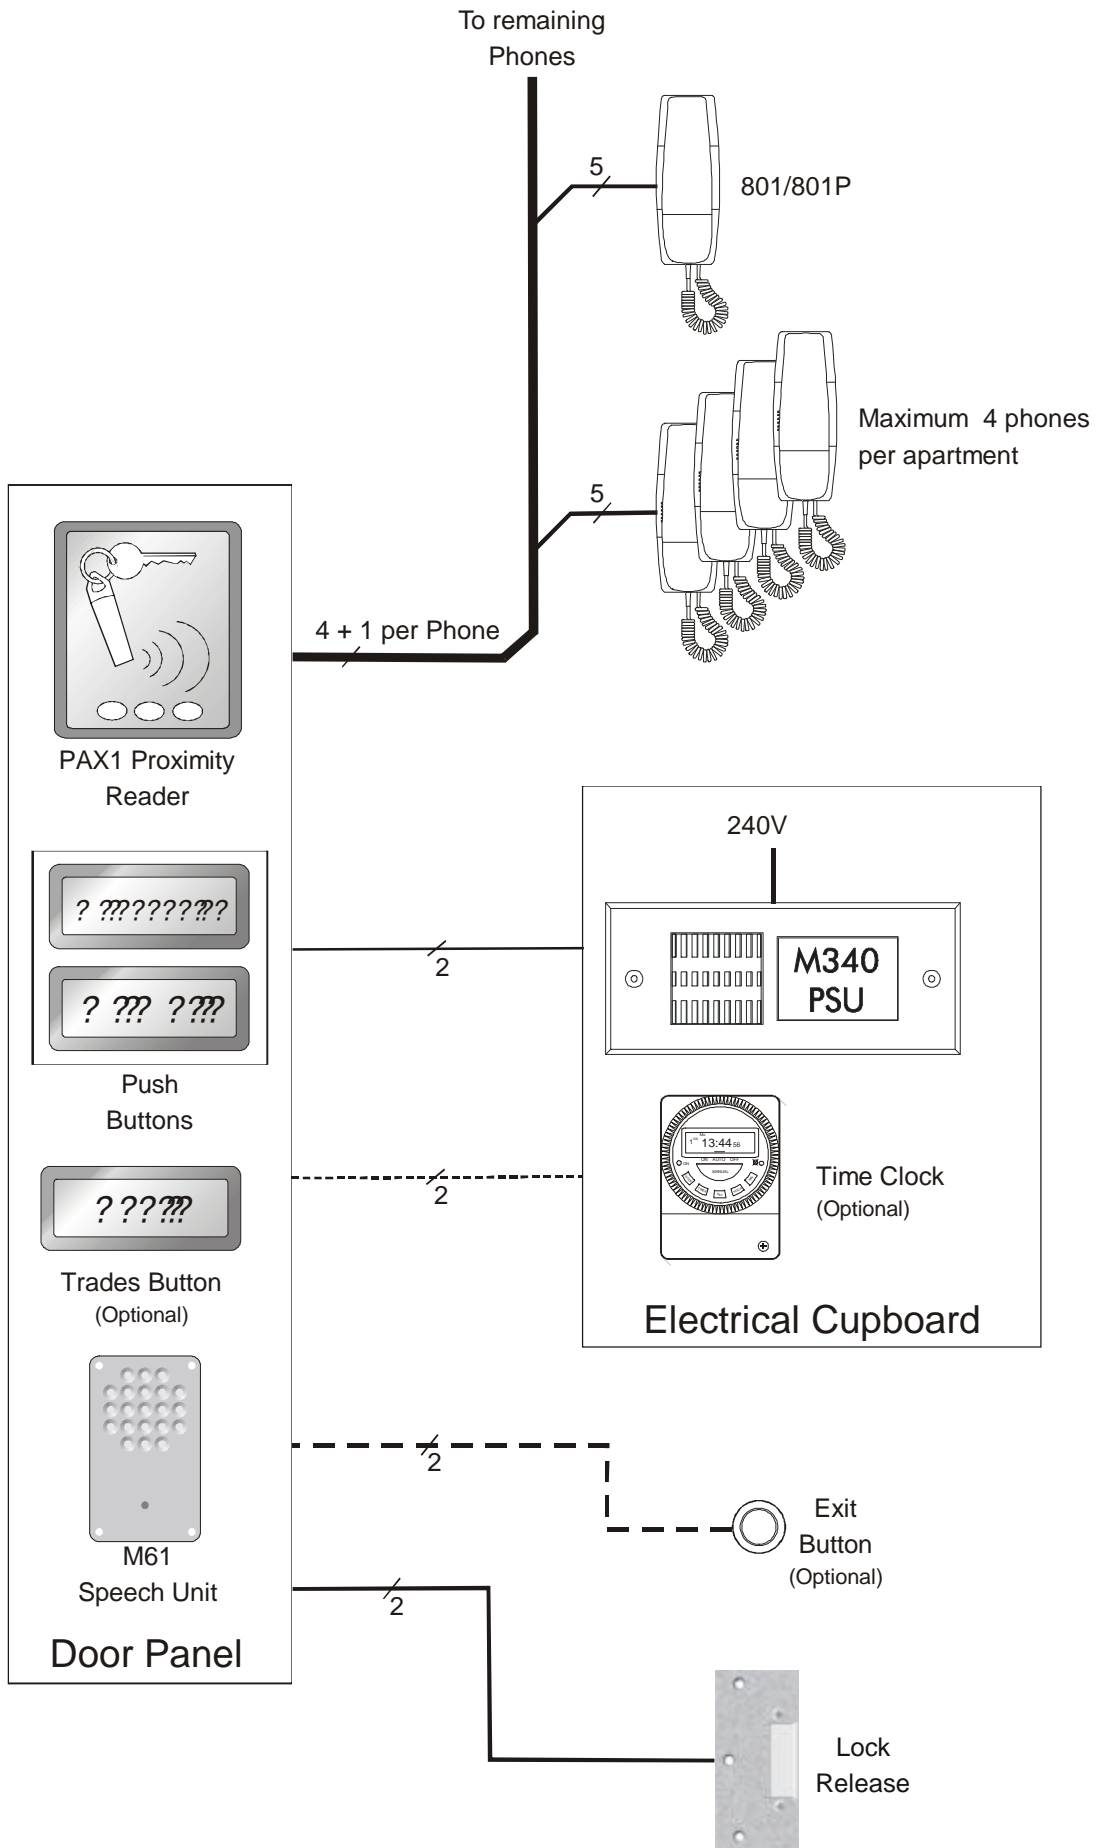 To remaining
Phones
5
801/801P
Maximum 4 phones
per apartment
5
4 + 1 per Phone
PAX1 Proximity
Reader
240V
? ??????????
2
M340
PSU
? ??? ????
Push
Buttons
13:44
MANUAL
2
Time Clock
(Optional)
? ?????
Trades Button
(Optional)
Electrical Cupboard
2
Exit
Button
(Optional)
M61
Speech Unit
2
Door Panel
Lock
Release